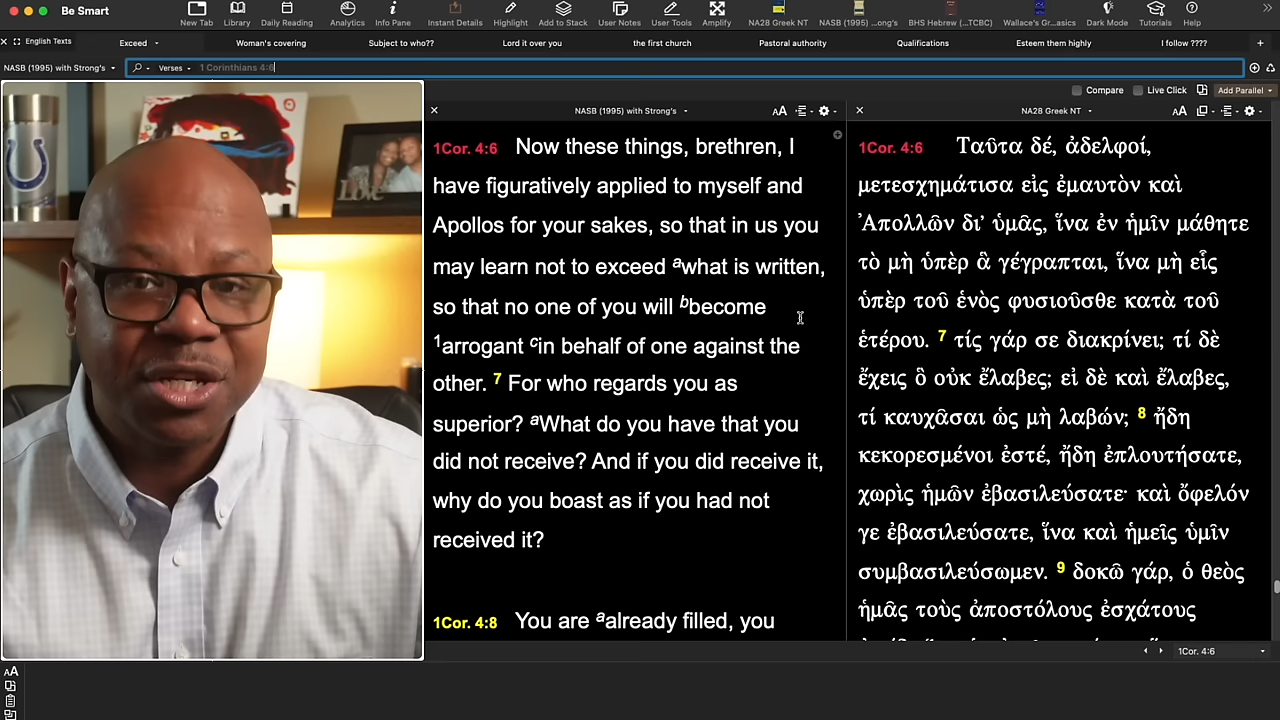 Be Smart
New Tab Library Daily Reading Analytics Info Pane Instant Details Highlight Add to Stack User Notes User Tools Amplify NA28 Greek NT NASB (1995) ...ong's BHS Hebrew (...TCBC) Wallace's Gr...asics Dark Mode Tutorials Help
English Texts Exceed Woman's covering Subject to who?? Lord it over you the first church Pastoral authority Qualifications Esteem them highly I follow ????
NASB (1995) with Strong's Verses 1 Corinthians 4:6
Compare Live Click Add Parallel
NASB (1995) with Strong's
1Cor. 4:6 Now these things, brethren, I
have figuratively applied to myself and
Apollos for your sakes, so that in us you
may learn not to exceed ᵃwhat is written,
so that no one of you will ᵇbecome
¹arrogant ᶜin behalf of one against the
other. 7 For who regards you as
superior? ᵃWhat do you have that you
did not receive? And if you did receive it,
why do you boast as if you had not
received it?
1Cor. 4:8 You are ᵃalready filled, you
NA28 Greek NT
1Cor. 4:6 Ταῦτα δέ, ἀδελφοί,
μετεσχημάτισα εἰς ἐμαυτὸν καὶ
Ἀπολλῶν δι’ ὑμᾶς, ἵνα ἐν ἡμῖν μάθητε
τὸ μὴ ὑπὲρ ἃ γέγραπται, ἵνα μὴ εἷς
ὑπὲρ τοῦ ἑνὸς φυσιοῦσθε κατὰ τοῦ
ἑτέρου. 7 τίς γάρ σε διακρίνει; τί δὲ
ἔχεις ὃ οὐκ ἔλαβες; εἰ δὲ καὶ ἔλαβες,
τί καυχᾶσαι ὡς μὴ λαβών; 8 ἤδη
κεκορεσμένοι ἐστέ, ἤδη ἐπλουτήσατε,
χωρὶς ἡμῶν ἐβασιλεύσατε· καὶ ὄφελόν
γε ἐβασιλεύσατε, ἵνα καὶ ἡμεῖς ὑμῖν
συμβασιλεύσωμεν. 9 δοκῶ γάρ, ὁ θεὸς
ἡμᾶς τοὺς ἀποστόλους ἐσχάτους
1Cor. 4:6
LOVE